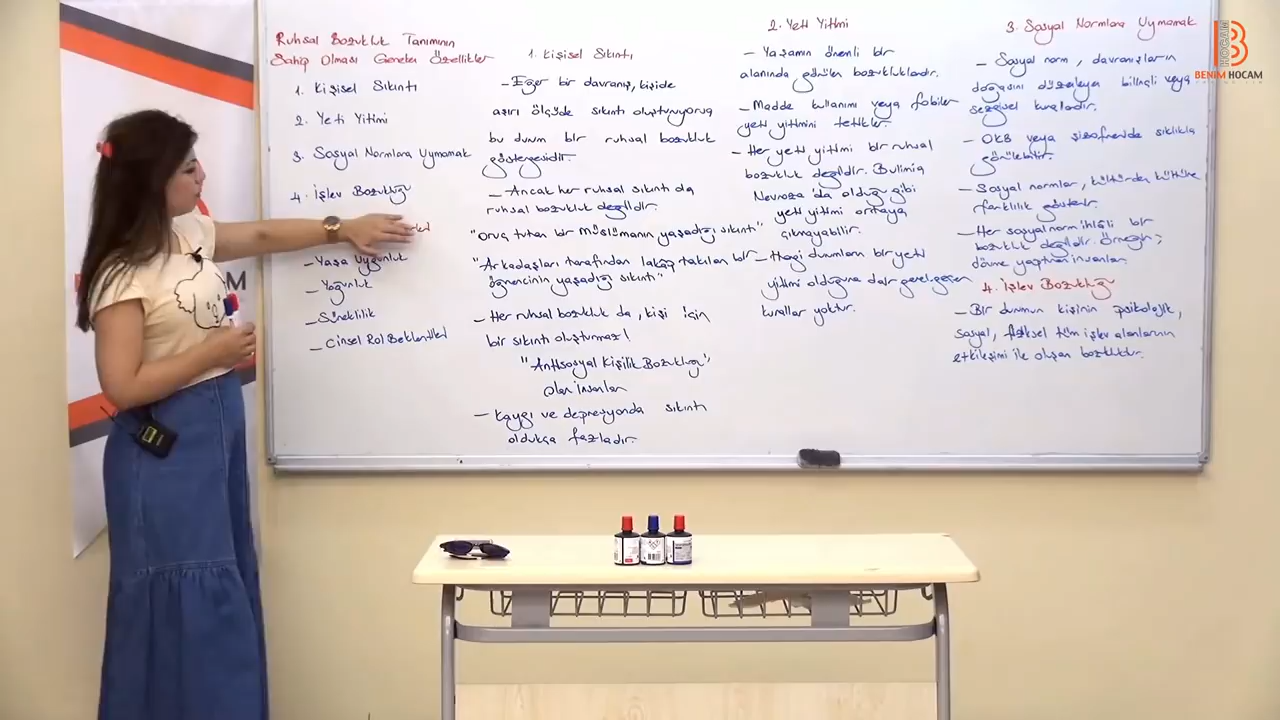 Ruhsal Bozukluk Tanımının
Sahip Olması Gereken Özellikler
1. Kişisel Sıkıntı
2. Yeti Yitimi
3. Sosyal Normlara Uymamak
4. İşlev Bozukluğu
– Yaşa Uygunluk
– Yoğunluk
– Süreklilik
– Cinsel Rol Beklentileri
1. Kişisel Sıkıntı
– Eğer bir davranış, kişide
aşırı ölçüde sıkıntı oluşturuyorsa
bu durum bir ruhsal bozukluk
göstergesidir.
– Ancak her ruhsal sıkıntı da
ruhsal bozukluk değildir.
"Oruç tutan bir Müslümanın yaşadığı sıkıntı"
"Arkadaşları tarafından lakap takılan bir
öğrencinin yaşadığı sıkıntı"
– Her ruhsal bozukluk da, kişi için
bir sıkıntı oluşturmaz!
"Antisosyal Kişilik Bozukluğu"
olan insanlar
– Kaygı ve depresyonda sıkıntı
oldukça fazladır.
2. Yeti Yitimi
– Yaşamın önemli bir
alanında görülen bozukluklardır.
– Madde kullanımı veya fobiler
yeti yitimini tetikler.
– Her yeti yitimi bir ruhsal
bozukluk değildir. Bulimia
Nevroza'da olduğu gibi
yeti yitimi ortaya
çıkmayabilir.
– Hangi durumların bir yeti
yitimi olduğuna dair genel geçen
kurallar yoktur.
3. Sosyal Normlara Uymamak
– Sosyal norm, davranışların
doğasını düzenleyen bilinçli veya
sezgisel kurallardır.
– OKB veya şizofrenide sıklıkla
görülebilir.
– Sosyal normlar, kültürden kültüre
farklılık gösterir.
– Her sosyal norm ihlali bir
bozukluk değildir. Örneğin;
dövme yaptıran insanlar.
4. İşlev Bozukluğu
– Bir durumun kişinin psikolojik,
sosyal, fiziksel tüm işlev alanlarının
etkileşimi ile oluşan bozukluktur.
BENİM HOCAM